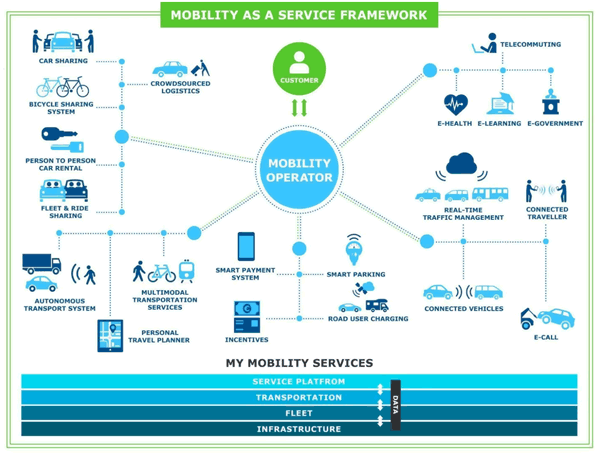 MOBILITY AS A SERVICE FRAMEWORK
CUSTOMER
MOBILITY
OPERATOR
CAR SHARING
BICYCLE SHARING
SYSTEM
CROWDSOURCED
LOGISTICS
PERSON TO PERSON
CAR RENTAL
FLEET & RIDE
SHARING
TELECOMMUTING
E-HEALTH
E-LEARNING
E-GOVERNMENT
REAL-TIME
TRAFFIC MANAGEMENT
CONNECTED
TRAVELLER
CONNECTED VEHICLES
E-CALL
AUTONOMOUS
TRANSPORT SYSTEM
MULTIMODAL
TRANSPORTATION
SERVICES
PERSONAL
TRAVEL PLANNER
SMART PAYMENT
SYSTEM
SMART PARKING
INCENTIVES
ROAD USER CHARGING
MY MOBILITY SERVICES
SERVICE PLATFROM
TRANSPORTATION
FLEET
INFRASTRUCTURE
DATA